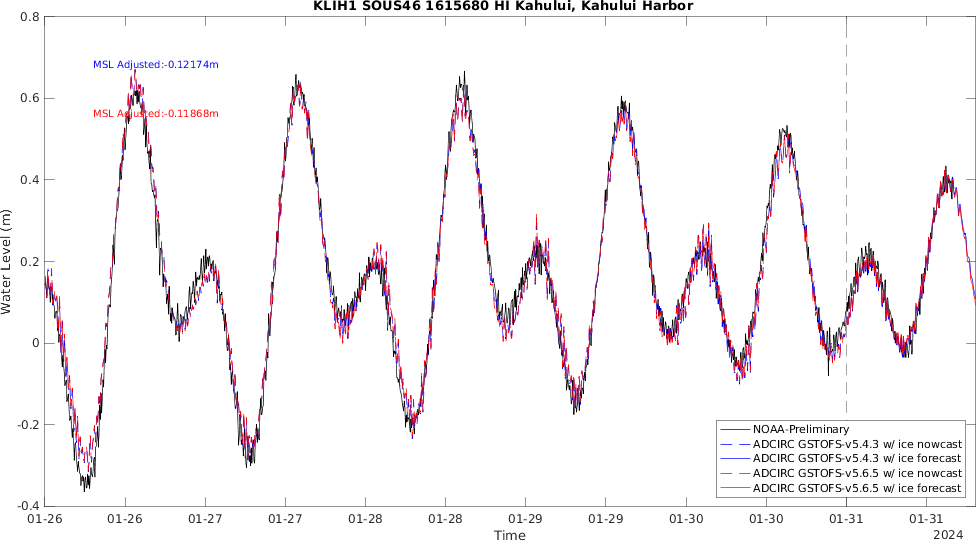 KLIH1 SOUS46 1615680 HI Kahului, Kahului Harbor
0.8
0.6
0.4
0.2
0
-0.2
-0.4
Water Level (m)
MSL Adjusted:-0.12174m
MSL Adjusted:-0.11868m
NOAA-Preliminary
ADCIRC GSTOFS-v5.4.3 w/ ice nowcast
ADCIRC GSTOFS-v5.4.3 w/ ice forecast
ADCIRC GSTOFS-v5.6.5 w/ ice nowcast
ADCIRC GSTOFS-v5.6.5 w/ ice forecast
01-26 01-26 01-27 01-27 01-28 01-28 01-29 01-29 01-30 01-30 01-31 01-31
Time
2024